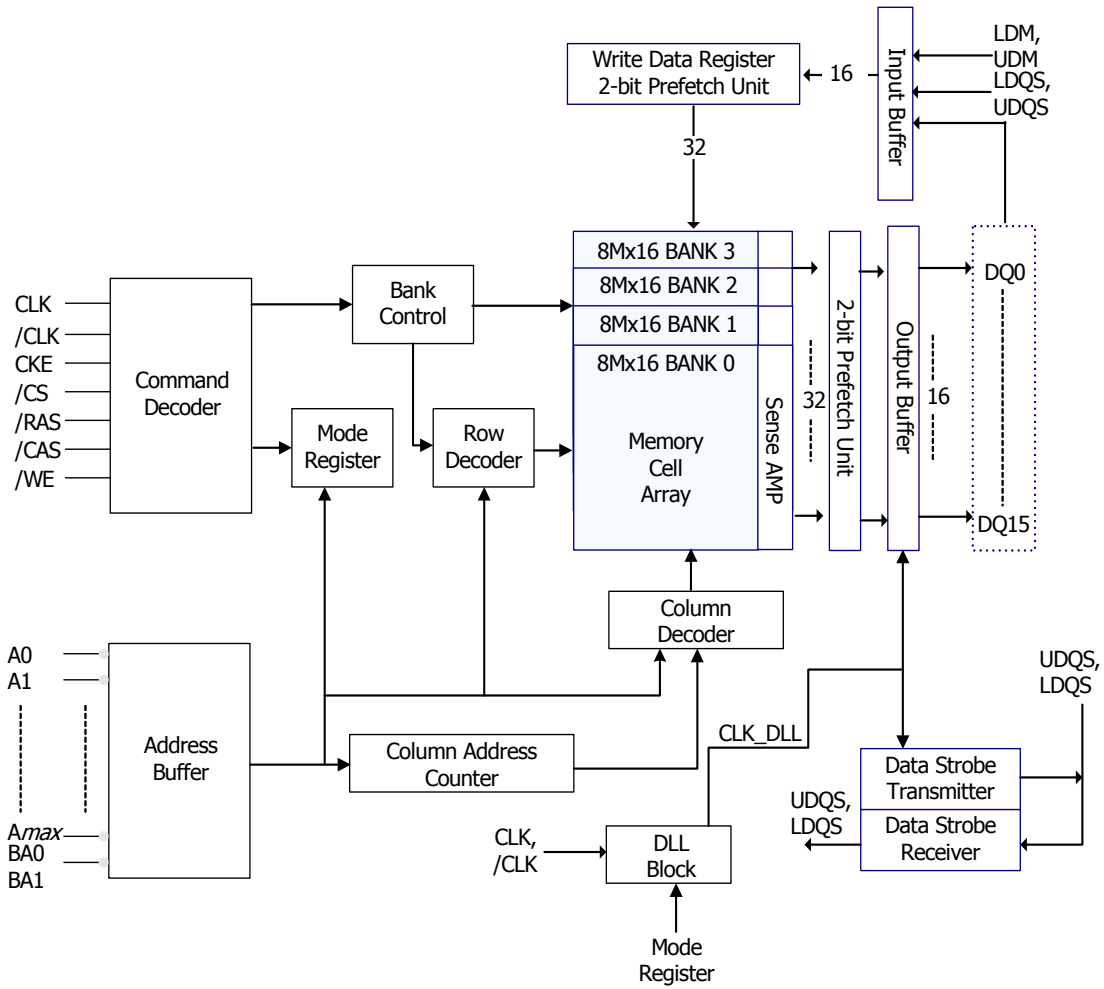 LDM,
UDM
LDQS,
UDQS
Input Buffer
16
Write Data Register
2-bit Prefetch Unit
32
8Mx16 BANK 3
8Mx16 BANK 2
8Mx16 BANK 1
8Mx16 BANK 0
Memory
Cell
Array
Sense AMP
32
2-bit Prefetch Unit
Output Buffer
16
DQ0
DQ15
Bank
Control
CLK
/CLK
CKE
/CS
/RAS
/CAS
/WE
Command
Decoder
Mode
Register
Row
Decoder
Column
Decoder
A0
A1
Amax
BA0
BA1
Address
Buffer
Column Address
Counter
CLK_DLL
UDQS,
LDQS
Data Strobe
Transmitter
Data Strobe
Receiver
UDQS,
LDQS
CLK,
/CLK
DLL
Block
Mode
Register